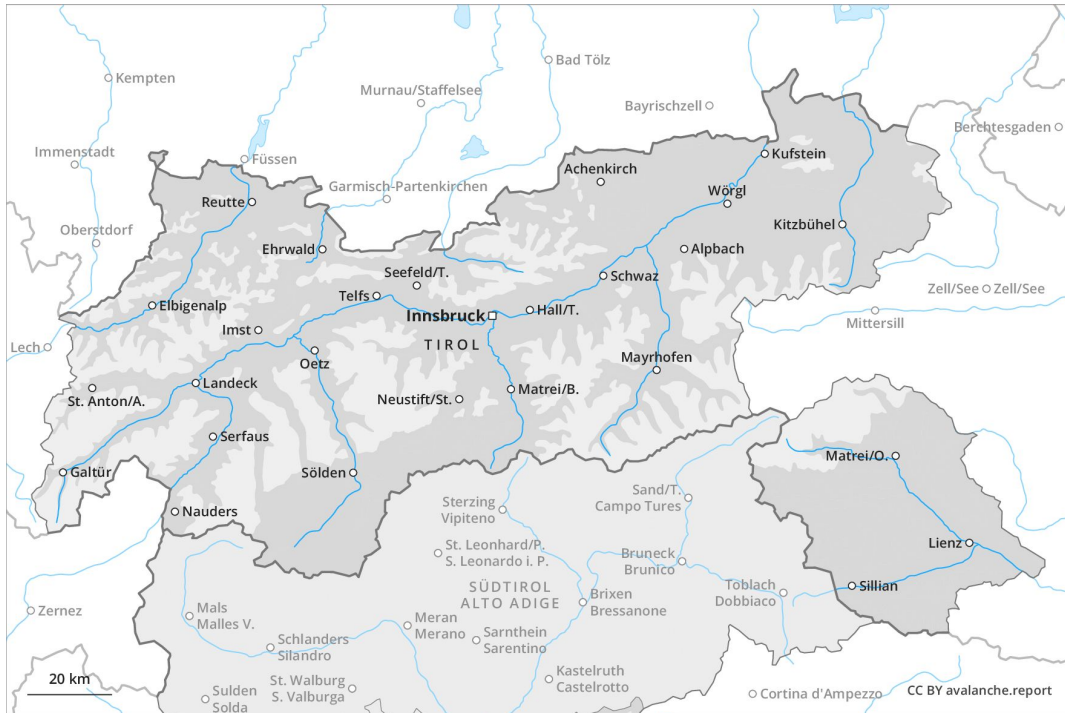 Kempten
Bad Tölz
Murnau/Staffelsee
Bayrischzell
Berchtesgaden
Immenstadt
Füssen
Kufstein
Achenkirch
Garmisch-Partenkirchen
Wörgl
Reutte
Oberstdorf
Kitzbühel
Ehrwald
Alpbach
Seefeld/T.
Schwaz
Telfs
Zell/See
Zell/See
Elbigenalp
Innsbruck
Hall/T.
Mittersill
Imst
Lech
TIROL
Oetz
Mayrhofen
Landeck
St. Anton/A.
Neustift/St.
Matrei/B.
Serfaus
Matrei/O.
Galtür
Sölden
Sand/T.
Campo Tures
Sterzing
Vipiteno
Nauders
Lienz
St. Leonhard/P.
S. Leonardo i. P.
Bruneck
Brunico
SÜDTIROL
ALTO ADIGE
Sillian
Toblach
Dobbiaco
Brixen
Bressanone
Zernez
Mals
Malles V.
Meran
Merano
Sarnthein
Sarentino
Schlanders
Silandro
Kastelruth
Castelrotto
St. Walburg
S. Valburga
20 km
Sulden
Solda
Cortina d'Ampezzo
CC BY avalanche.report